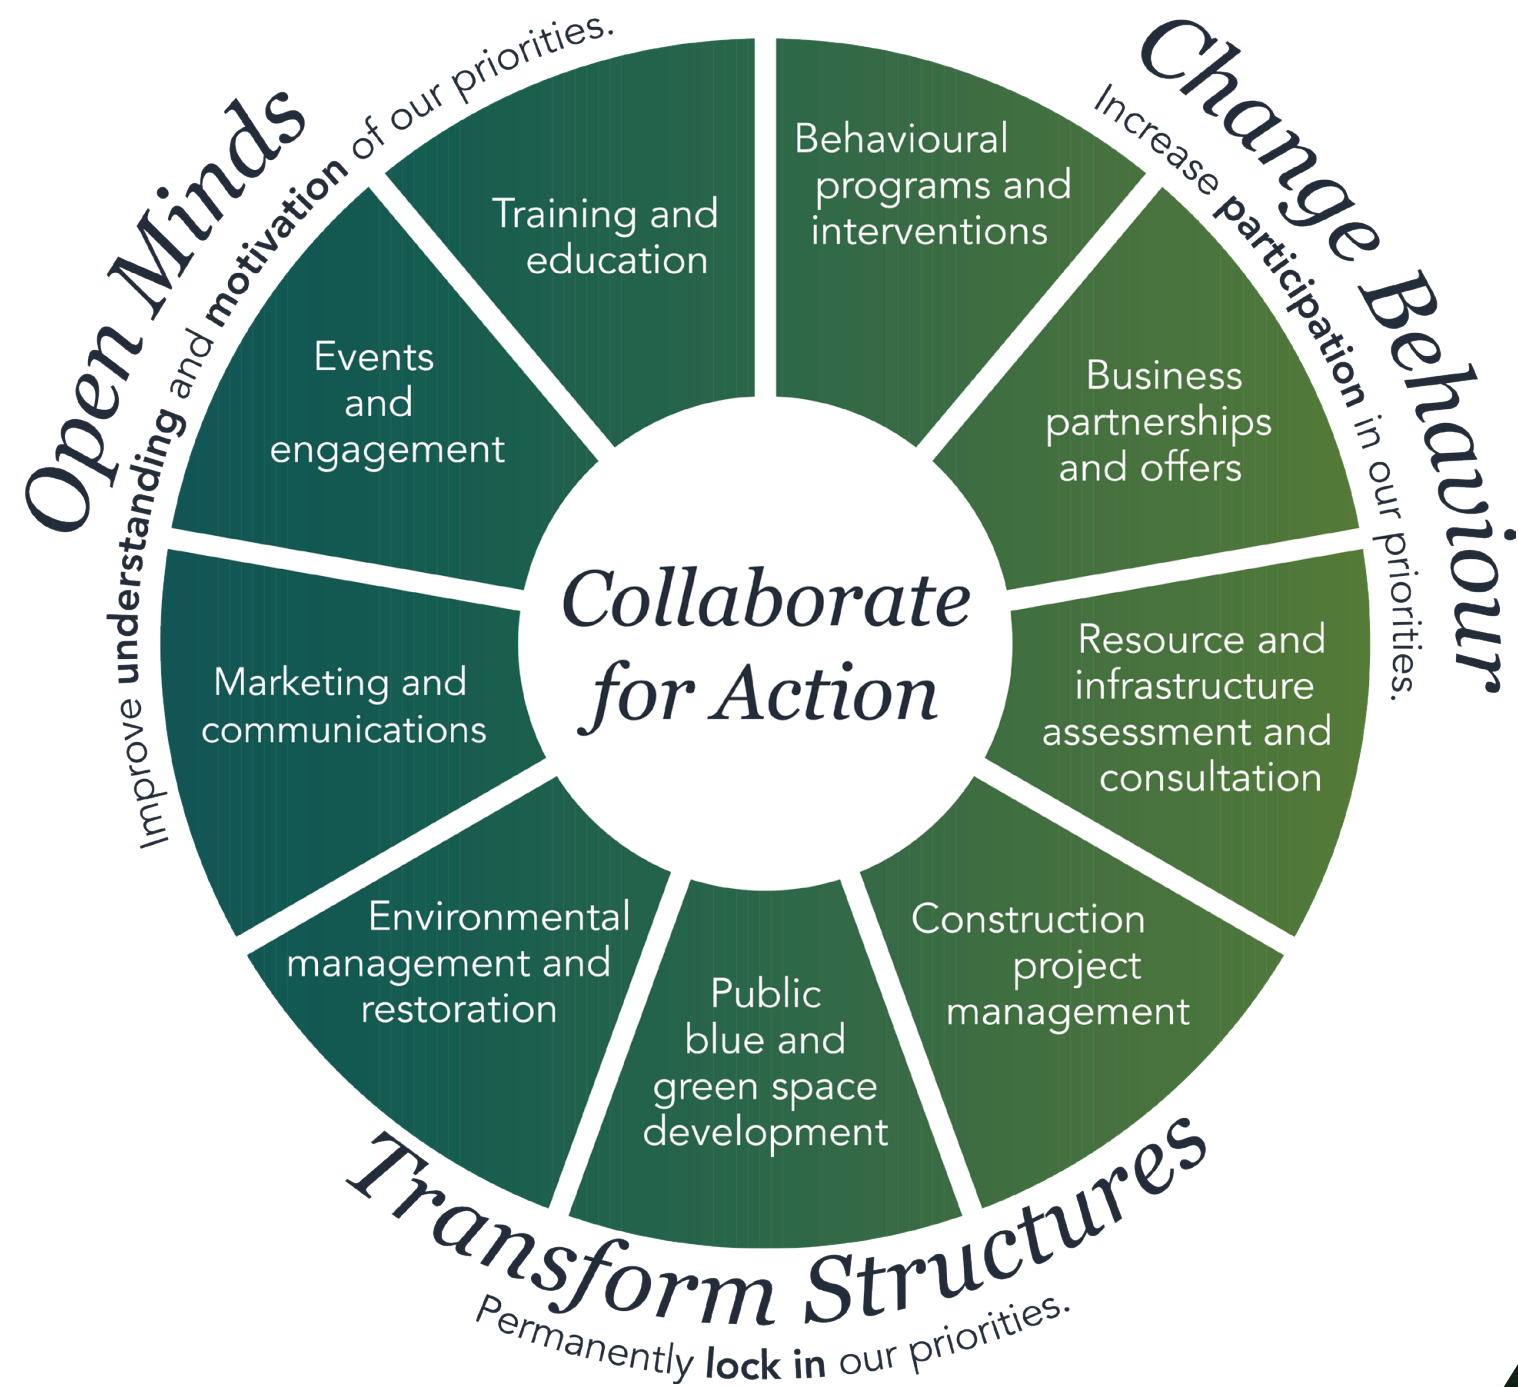 Open Minds
Improve understanding and motivation of our priorities.
Change Behaviour
Increase participation in our priorities.
Training and
education
Behavioural
programs and
interventions
Events
and
engagement
Business
partnerships
and offers
Collaborate
for Action
Marketing and
communications
Resource and
infrastructure
assessment and
consultation
Environmental
management and
restoration
Public
blue and
green space
development
Construction
project
management
Transform Structures
Permanently lock in our priorities.